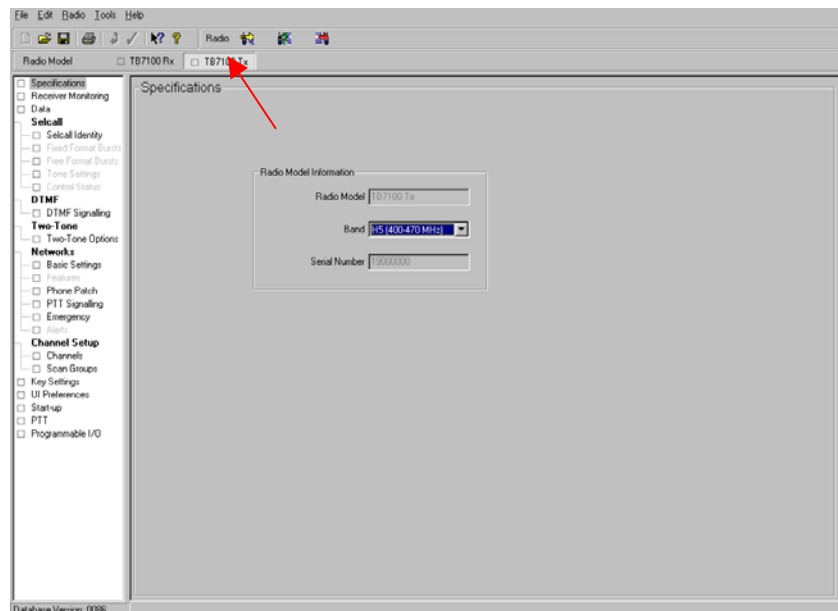 File Edit Radio Tools Help
Radio
Radio Model TB7100 Rx TB7100 Tx
Specifications
Receiver Monitoring
Data
Selcall
Selcall Identity
Fixed Format Bursts
Free Format Bursts
Tone Settings
Control Status
DTMF
DTMF Signalling
Two-Tone
Two-Tone Options
Networks
Basic Settings
Features
Phone Patch
PTT Signalling
Emergency
Alerts
Channel Setup
Channels
Scan Groups
Key Settings
UI Preferences
Start-up
PTT
Programmable I/O
Specifications
Radio Model Information
Radio Model TB7100 Tx
Band H5 (400-470 MHz)
Serial Number 19000000
Database Version: 0086